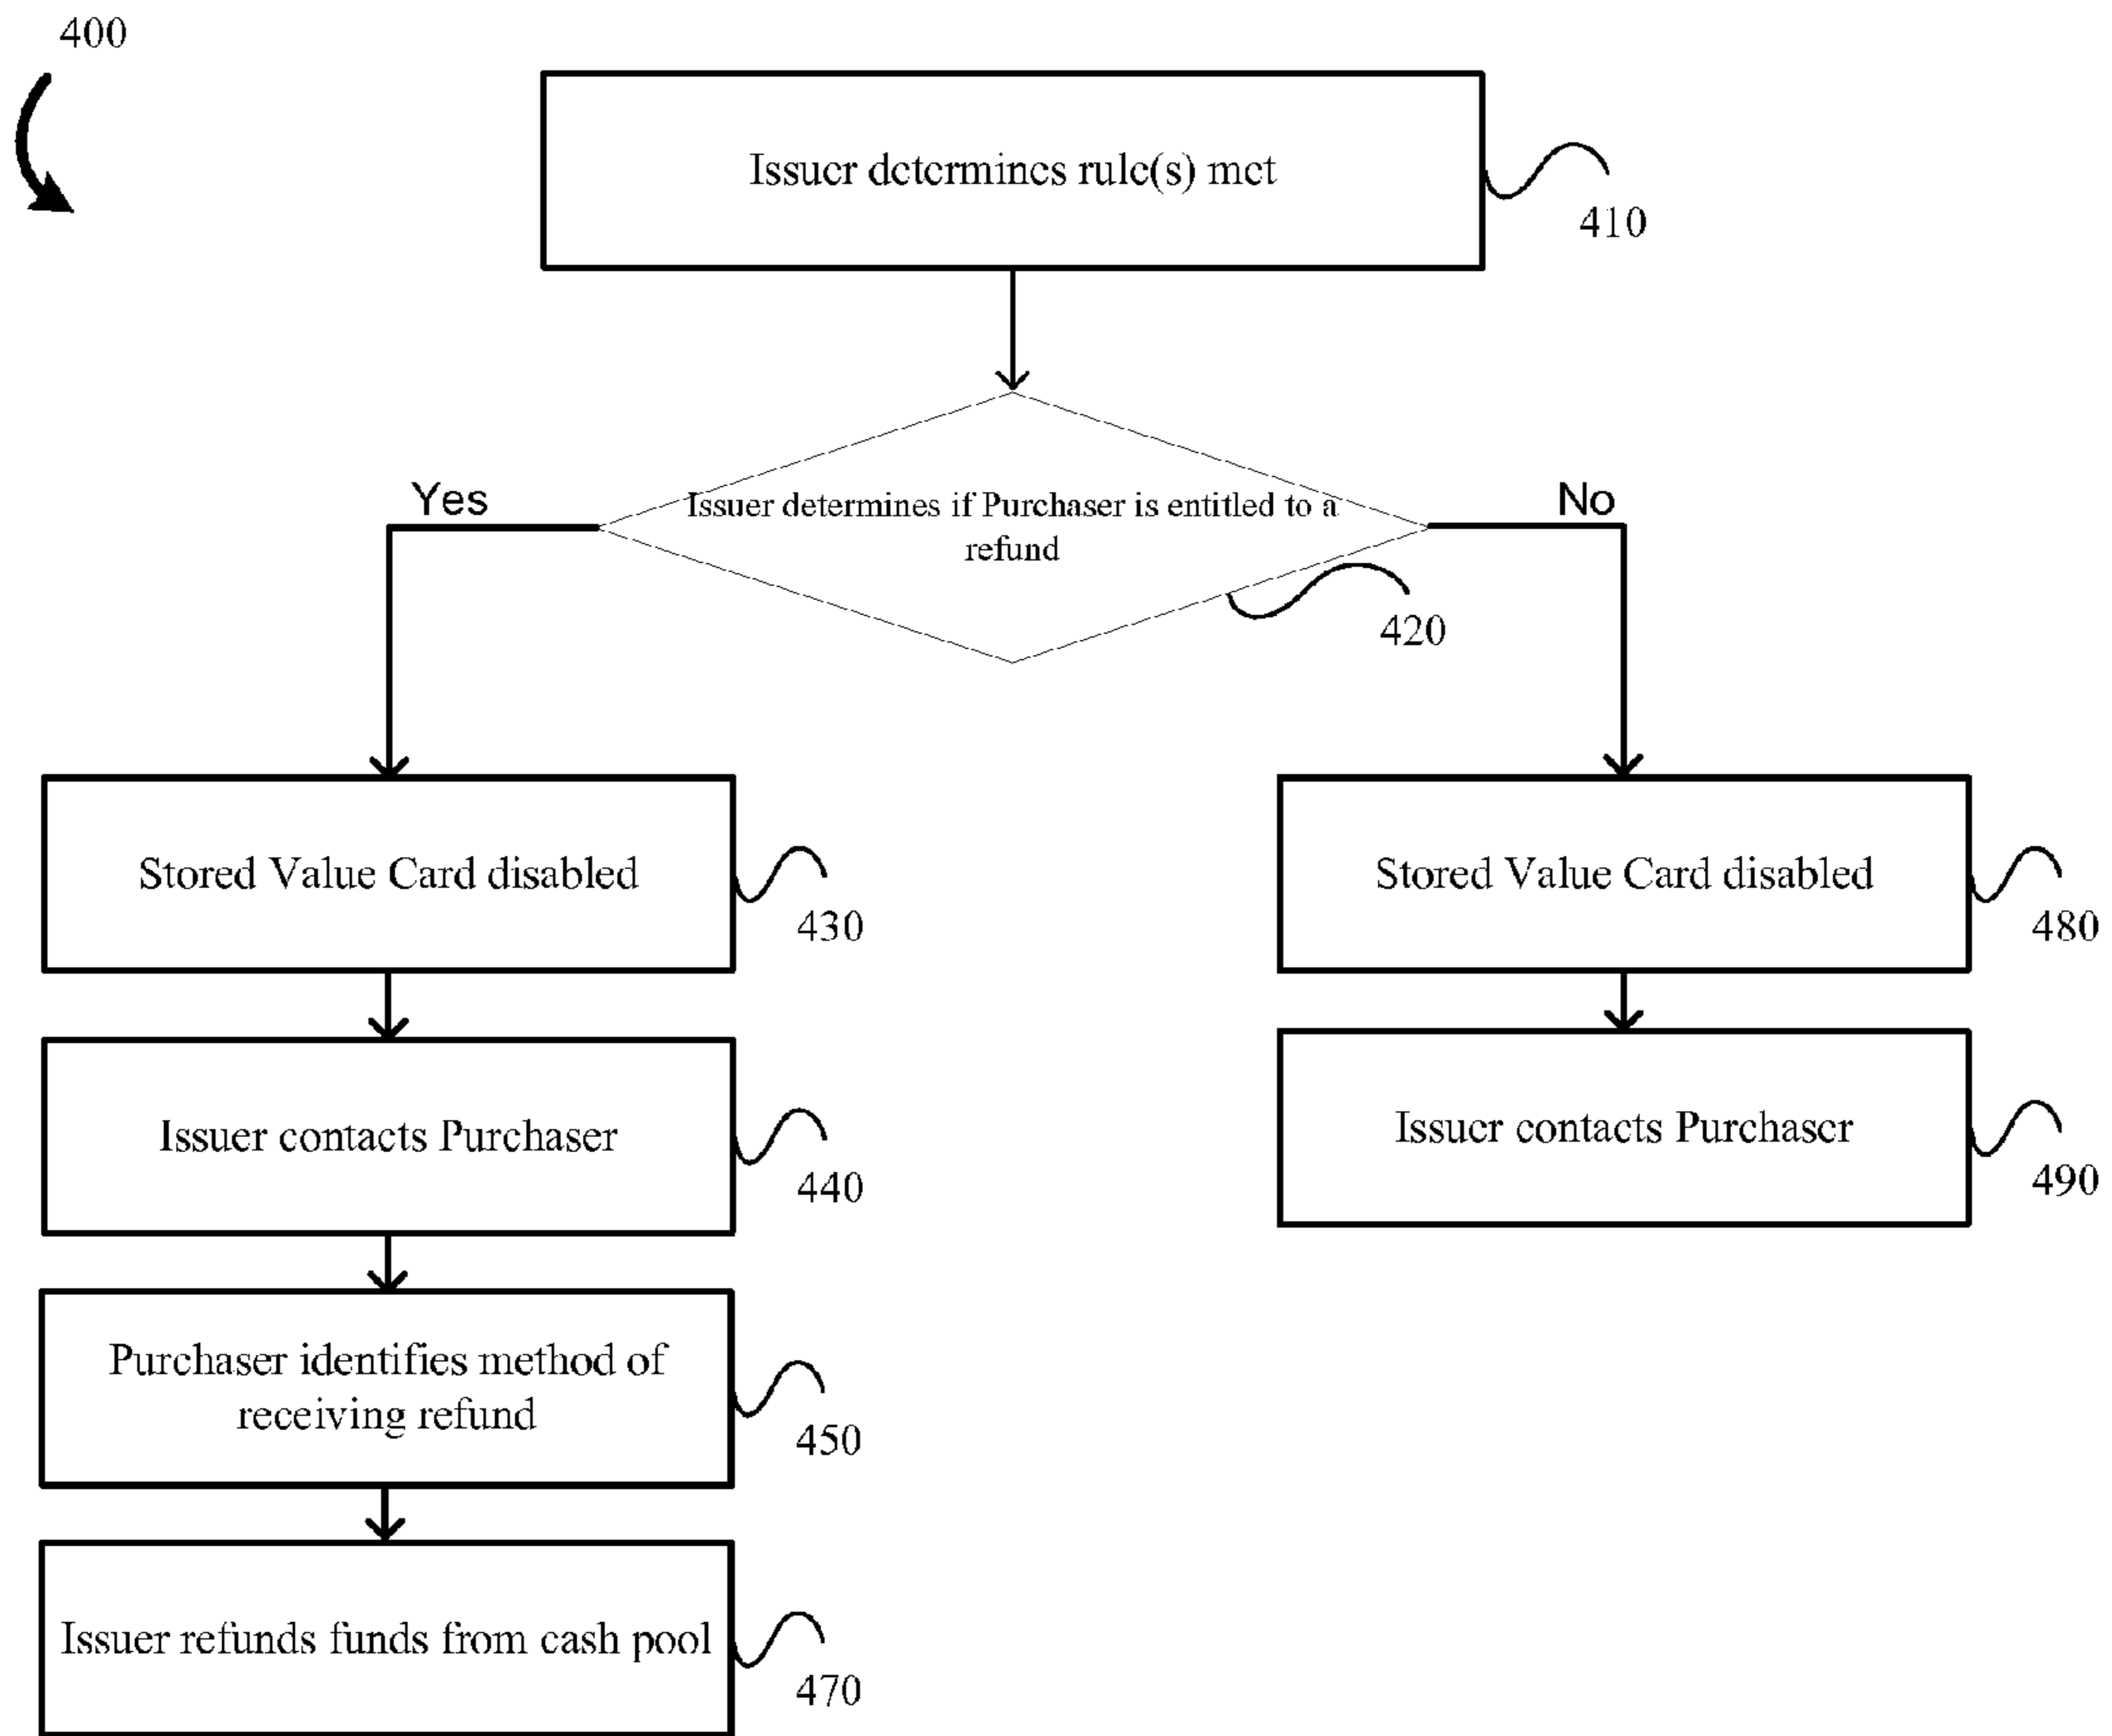 400
Issuer determines rule(s) met
410
Yes
Issuer determines if Purchaser is entitled to a
refund
No
420
Stored Value Card disabled
430
Stored Value Card disabled
480
Issuer contacts Purchaser
440
Issuer contacts Purchaser
490
Purchaser identifies method of
receiving refund
450
Issuer refunds funds from cash pool
470